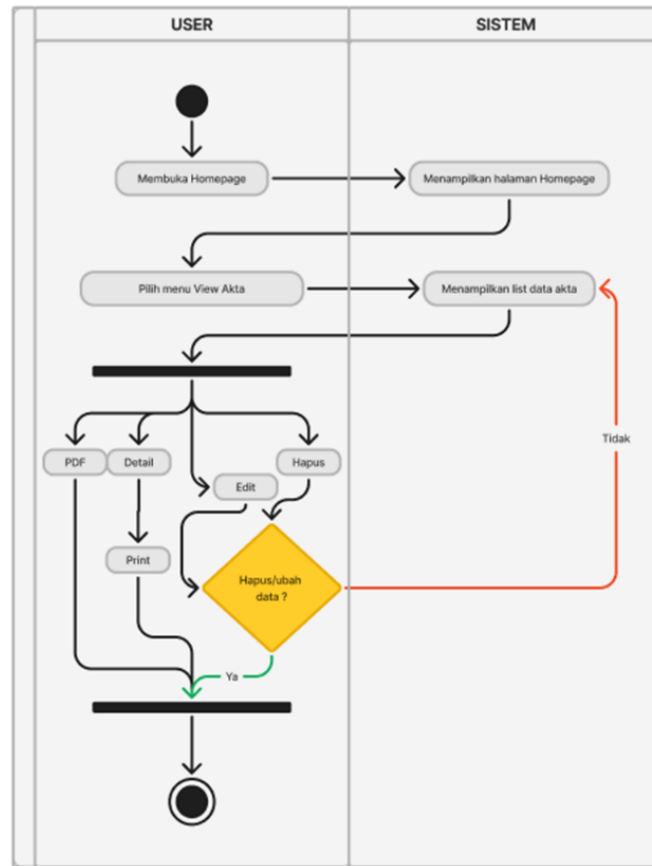 USER
SISTEM
Membuka Homepage
Menampilkan halaman Homepage
Pilih menu View Akta
Menampilkan list data akta
Tidak
PDF
Detail
Hapus
Edit
Print
Hapus/ubah
data ?
Ya